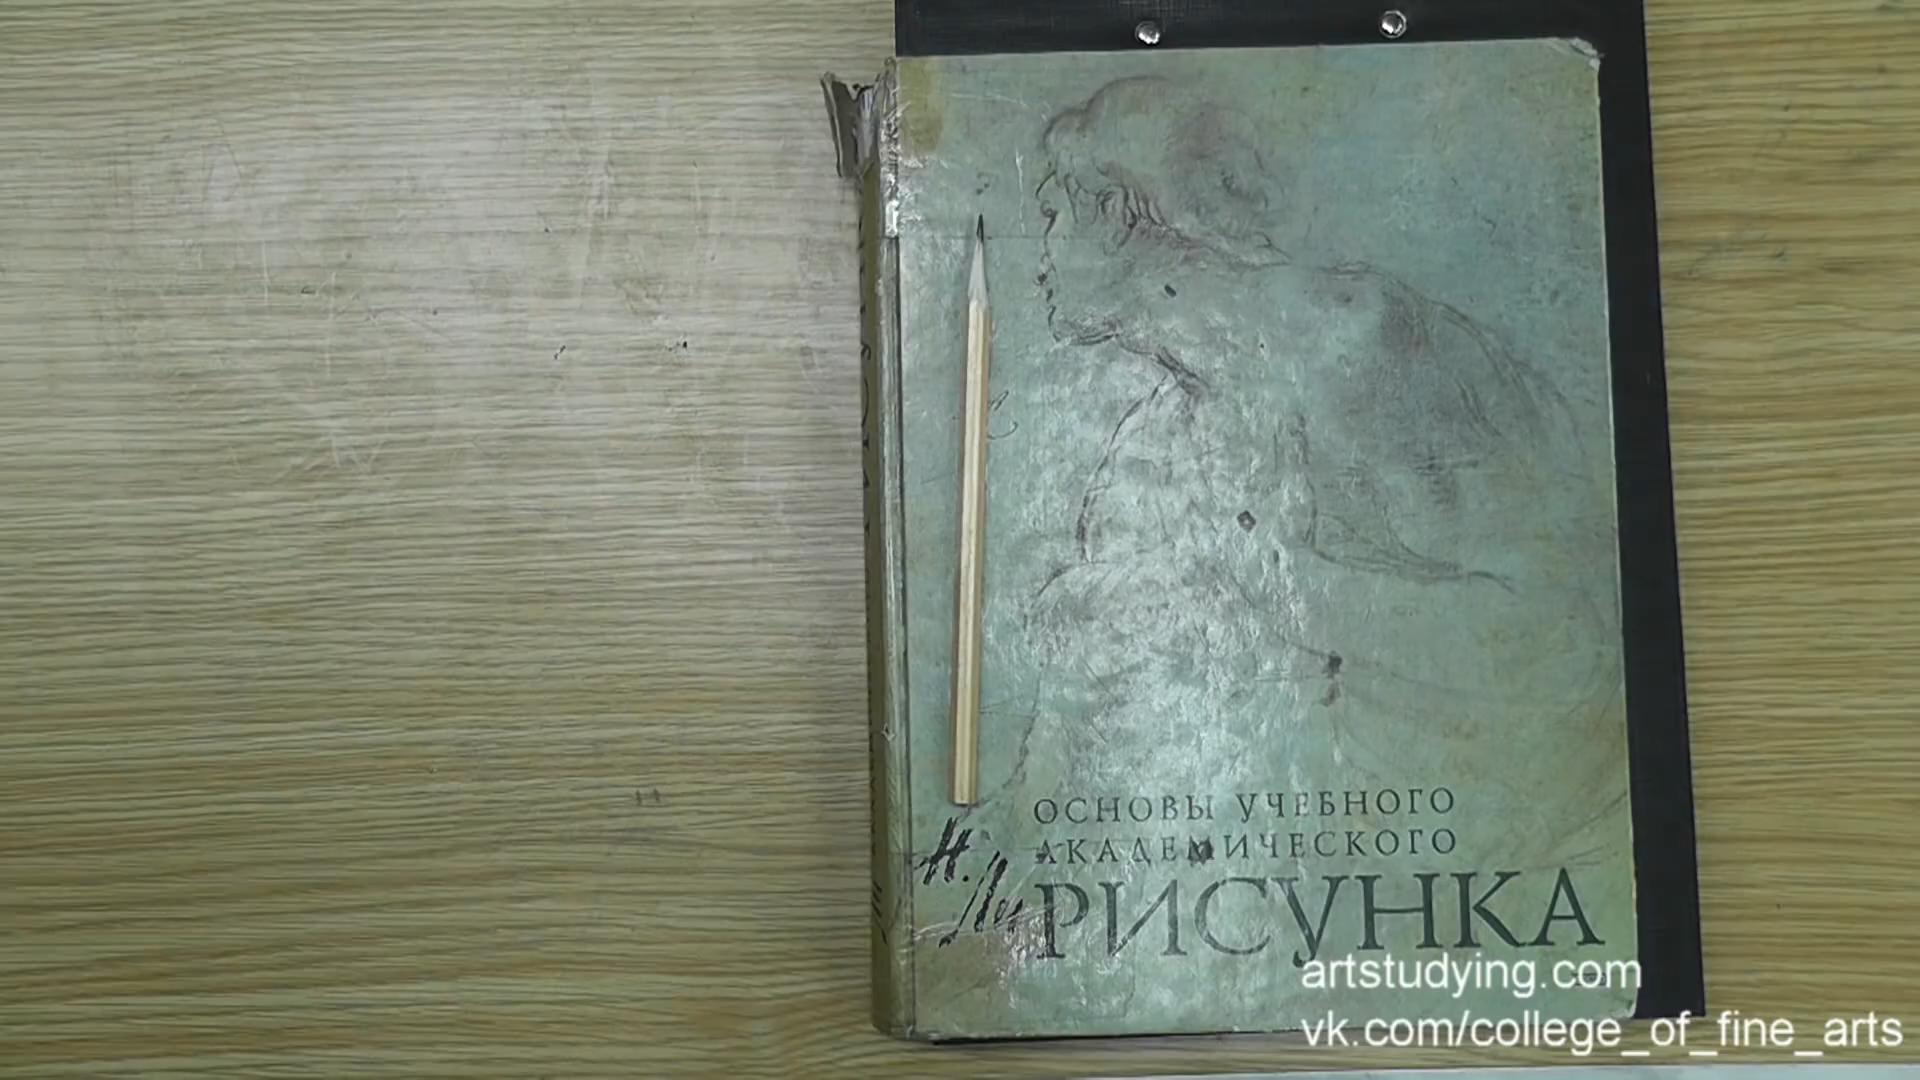 ОСНОВЫ УЧЕБНОГО
АКАДЕМИЧЕСКОГО
РИСУНКА
Н.
artstudying.com
vk.com/college_of_fine_arts